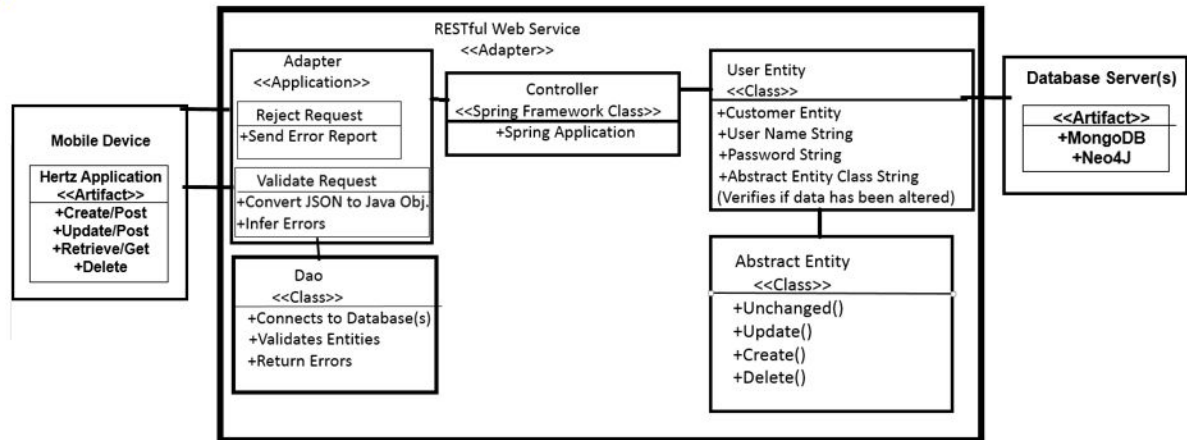 RESTful Web Service
<<Adapter>>
Mobile Device
Hertz Application
<<Artifact>>
+Create/Post
+Update/Post
+Retrieve/Get
+Delete
Adapter
<<Application>>
Reject Request
+Send Error Report
Validate Request
+Convert JSON to Java Obj.
+Infer Errors
Dao
<<Class>>
+Connects to Database(s)
+Validates Entities
+Return Errors
Controller
<<Spring Framework Class>>
+Spring Application
User Entity
<<Class>>
+Customer Entity
+User Name String
+Password String
+Abstract Entity Class String
(Verifies if data has been altered)
Abstract Entity
<<Class>>
+Unchanged()
+Update()
+Create()
+Delete()
Database Server(s)
<<Artifact>>
+MongoDB
+Neo4J